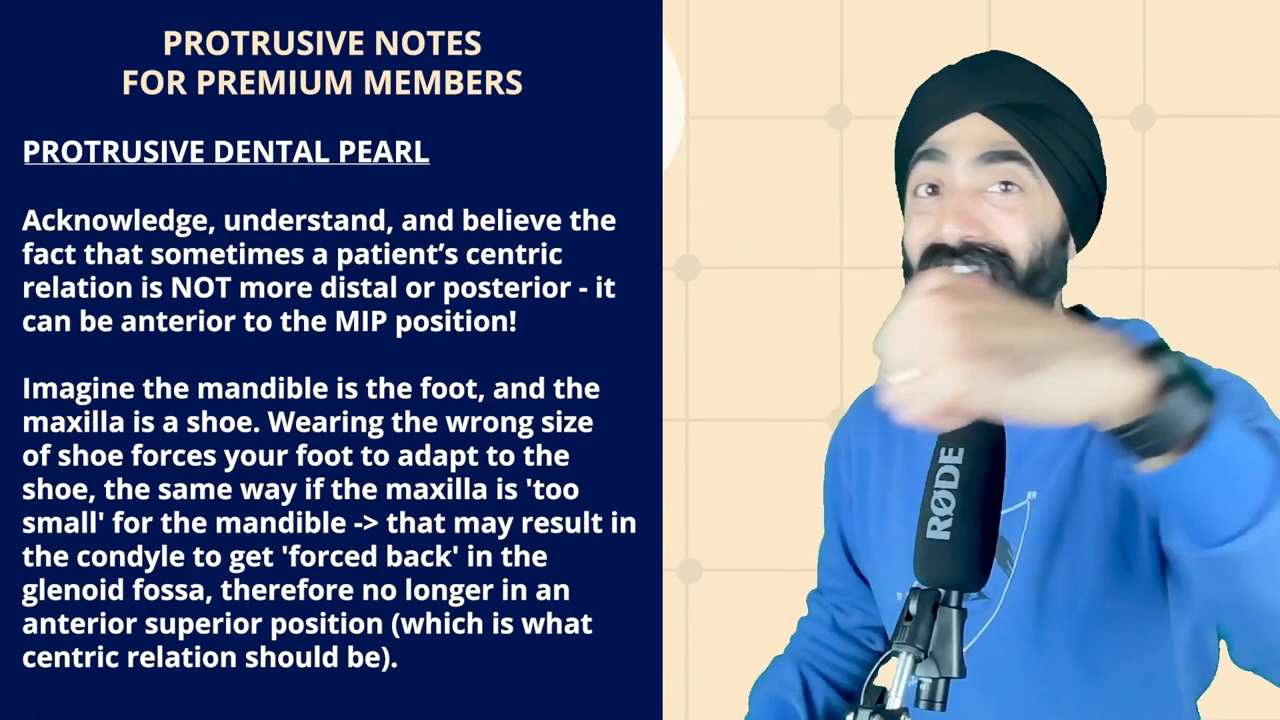 PROTRUSIVE NOTES
FOR PREMIUM MEMBERS
PROTRUSIVE DENTAL PEARL
Acknowledge, understand, and believe the
fact that sometimes a patient’s centric
relation is NOT more distal or posterior - it
can be anterior to the MIP position!
Imagine the mandible is the foot, and the
maxilla is a shoe. Wearing the wrong size
of shoe forces your foot to adapt to the
shoe, the same way if the maxilla is 'too
small' for the mandible -> that may result in
the condyle to get 'forced back' in the
glenoid fossa, therefore no longer in an
anterior superior position (which is what
centric relation should be).
RØDE